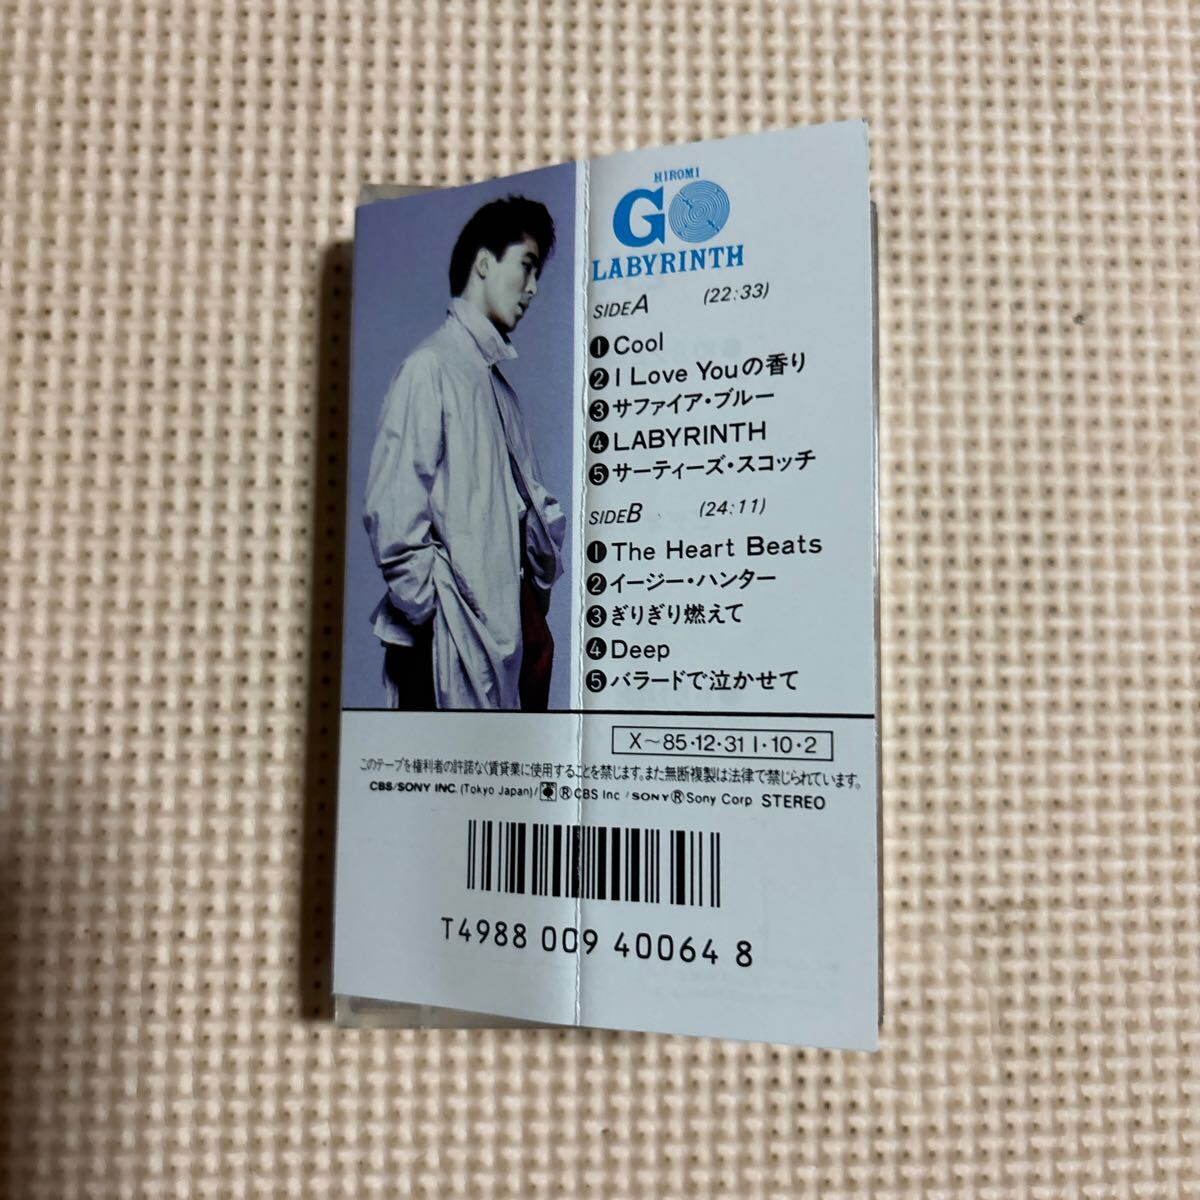 HIROMI
GO
LABYRINTH
SIDE A (22:33)
❶ Cool
❷ I Love Youの香り
❸ サファイア・ブルー
❹ LABYRINTH
❺ サーティーズ・スコッチ
SIDE B (24:11)
❶ The Heart Beats
❷ イージー・ハンター
❸ ぎりぎり燃えて
❹ Deep
❺ バラードで泣かせて
X～85・12・31 I・10・2
このテープを権利者の許諾なく賃貸業に使用することを禁じます。また無断複製は法律で禁じられています。
CBS/SONY INC. (Tokyo Japan)/ ® CBS Inc / SONY ® Sony Corp STEREO
T4988 009 40064 8